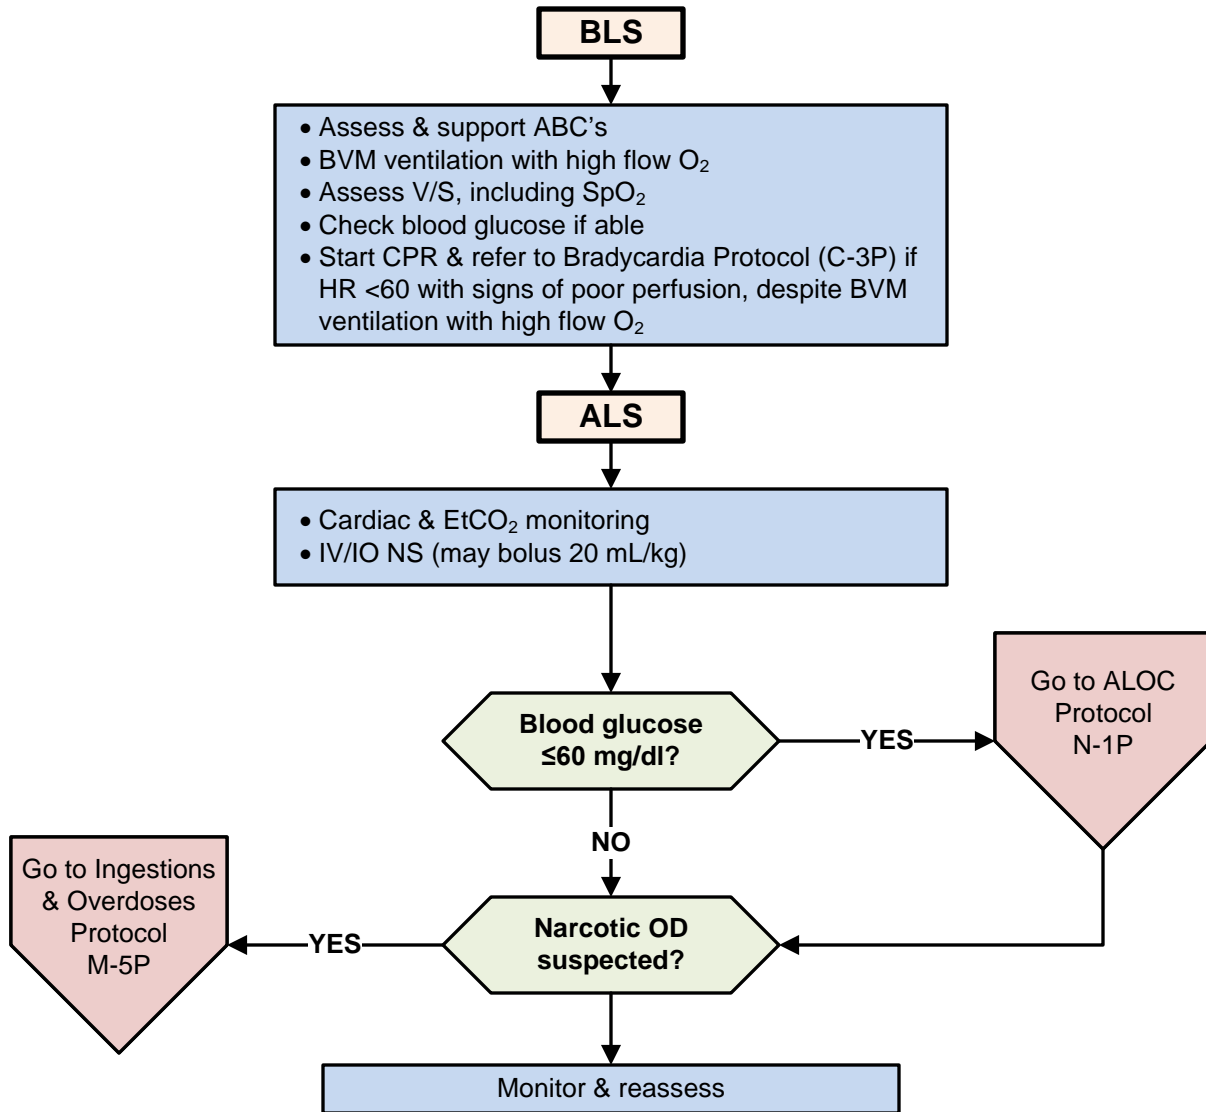 BLS
• Assess & support ABC’s
• BVM ventilation with high flow O₂
• Assess V/S, including SpO₂
• Check blood glucose if able
• Start CPR & refer to Bradycardia Protocol (C-3P) if
HR <60 with signs of poor perfusion, despite BVM
ventilation with high flow O₂
ALS
• Cardiac & EtCO₂ monitoring
• IV/IO NS (may bolus 20 mL/kg)
Blood glucose
≤60 mg/dl?
YES
Go to ALOC
Protocol
N-1P
NO
Narcotic OD
suspected?
YES
Go to Ingestions
& Overdoses
Protocol
M-5P
Monitor & reassess